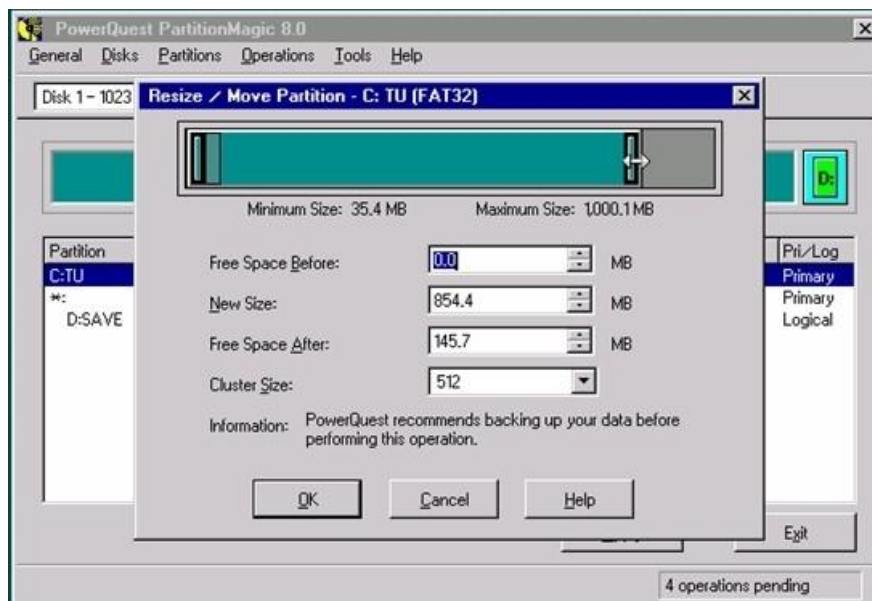 PowerQuest PartitionMagic 8.0
General Disks Partitions Operations Tools Help
Disk 1 - 1023
Resize / Move Partition - C: TU (FAT32)
D:
Minimum Size: 35.4 MB Maximum Size: 1,000.1 MB
Partition Pri/Log
C:TU Primary
*: Primary
D:SAVE Logical
Free Space Before: 0.0 MB
New Size: 854.4 MB
Free Space After: 145.7 MB
Cluster Size: 512
Information: PowerQuest recommends backing up your data before
performing this operation.
OK Cancel Help
Exit
4 operations pending